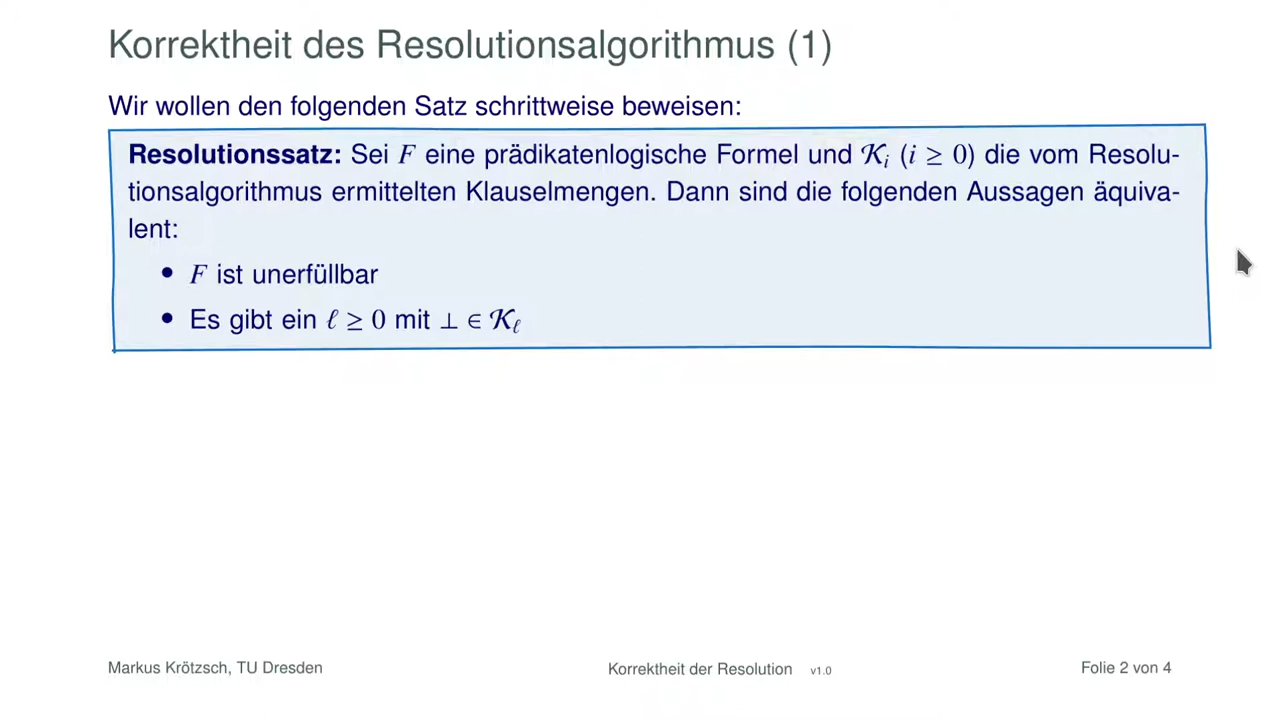 Korrektheit des Resolutionsalgorithmus (1)
Wir wollen den folgenden Satz schrittweise beweisen:
Resolutionssatz: Sei F eine prädikatenlogische Formel und 𝒦ᵢ (i ≥ 0) die vom Resolu-
tionsalgorithmus ermittelten Klauselmengen. Dann sind die folgenden Aussagen äquiva-
lent:
• F ist unerfüllbar
• Es gibt ein ℓ ≥ 0 mit ⊥ ∈ 𝒦_ℓ
Markus Krötzsch, TU Dresden
Korrektheit der Resolution v1.0
Folie 2 von 4